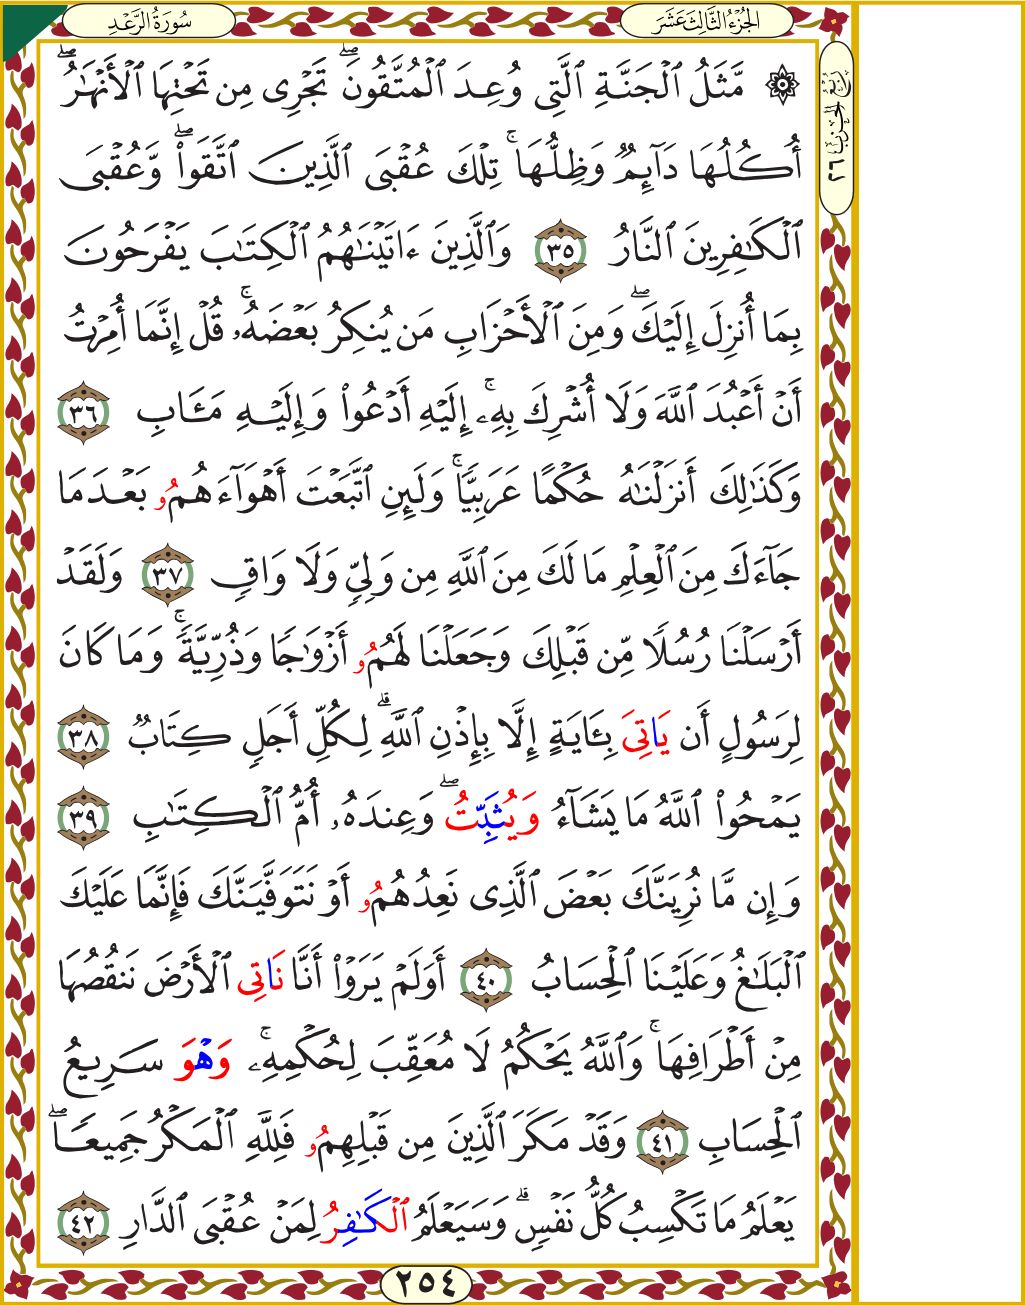 سُورَةُ الرَّعْدِ
الجُزْءُ الثَّالِثَ عَشَرَ
رُبْعُ الحِزْبِ ٢٦
۞ مَّثَلُ ٱلۡجَنَّةِ ٱلَّتِي وُعِدَ ٱلۡمُتَّقُونَۖ تَجۡرِي مِن تَحۡتِهَا ٱلۡأَنۡهَٰرُۖ
أُكُلُهَا دَآئِمٞ وَظِلُّهَاۚ تِلۡكَ عُقۡبَى ٱلَّذِينَ ٱتَّقَواْۖ وَّعُقۡبَى
ٱلۡكَٰفِرِينَ ٱلنَّارُ ٣٥ وَٱلَّذِينَ ءَاتَيۡنَٰهُمُ ٱلۡكِتَٰبَ يَفۡرَحُونَ
بِمَا أُنزِلَ إِلَيۡكَۖ وَمِنَ ٱلۡأَحۡزَابِ مَن يُنكِرُ بَعۡضَهُۥۚ قُلۡ إِنَّمَا أُمِرۡتُ
أَنۡ أَعۡبُدَ ٱللَّهَ وَلَا أُشۡرِكَ بِهِۦۚ إِلَيۡهِ أَدۡعُواْ وَإِلَيۡهِ مَـَٔابِ ٣٦
وَكَذَٰلِكَ أَنزَلۡنَٰهُ حُكۡمًا عَرَبِيّٗاۚ وَلَئِنِ ٱتَّبَعۡتَ أَهۡوَآءَهُمُۥ بَعۡدَمَا
جَآءَكَ مِنَ ٱلۡعِلۡمِ مَا لَكَ مِنَ ٱللَّهِ مِن وَلِيّٖ وَلَا وَاقٖ ٣٧ وَلَقَدۡ
أَرۡسَلۡنَا رُسُلٗا مِّن قَبۡلِكَ وَجَعَلۡنَا لَهُمُۥ أَزۡوَٰجٗا وَذُرِّيَّةٗۚ وَمَا كَانَ
لِرَسُولٍ أَن يَاتِيَ بِـَٔايَةٍ إِلَّا بِإِذۡنِ ٱللَّهِۗ لِكُلِّ أَجَلٖ كِتَابٞ ٣٨
يَمۡحُواْ ٱللَّهُ مَا يَشَآءُ وَيُثَبِّتُۖ وَعِندَهُۥ أُمُّ ٱلۡكِتَٰبِ ٣٩
وَإِن مَّا نُرِيَنَّكَ بَعۡضَ ٱلَّذِي نَعِدُهُمُۥ أَوۡ نَتَوَفَّيَنَّكَ فَإِنَّمَا عَلَيۡكَ
ٱلۡبَلَٰغُ وَعَلَيۡنَا ٱلۡحِسَابُ ٤٠ أَوَلَمۡ يَرَوۡاْ أَنَّا نَاتِي ٱلۡأَرۡضَ نَنقُصُهَا
مِنۡ أَطۡرَافِهَاۚ وَٱللَّهُ يَحۡكُمُ لَا مُعَقِّبَ لِحُكۡمِهِۦۚ وَهۡوَ سَرِيعُ
ٱلۡحِسَابِ ٤١ وَقَدۡ مَكَرَ ٱلَّذِينَ مِن قَبۡلِهِمُۥ فَلِلَّهِ ٱلۡمَكۡرُ جَمِيعٗاۖ
يَعۡلَمُ مَا تَكۡسِبُ كُلُّ نَفۡسٖۗ وَسَيَعۡلَمُ ٱلۡكَٰفِرُ لِمَنۡ عُقۡبَى ٱلدَّارِ ٤٢
٢٥٤